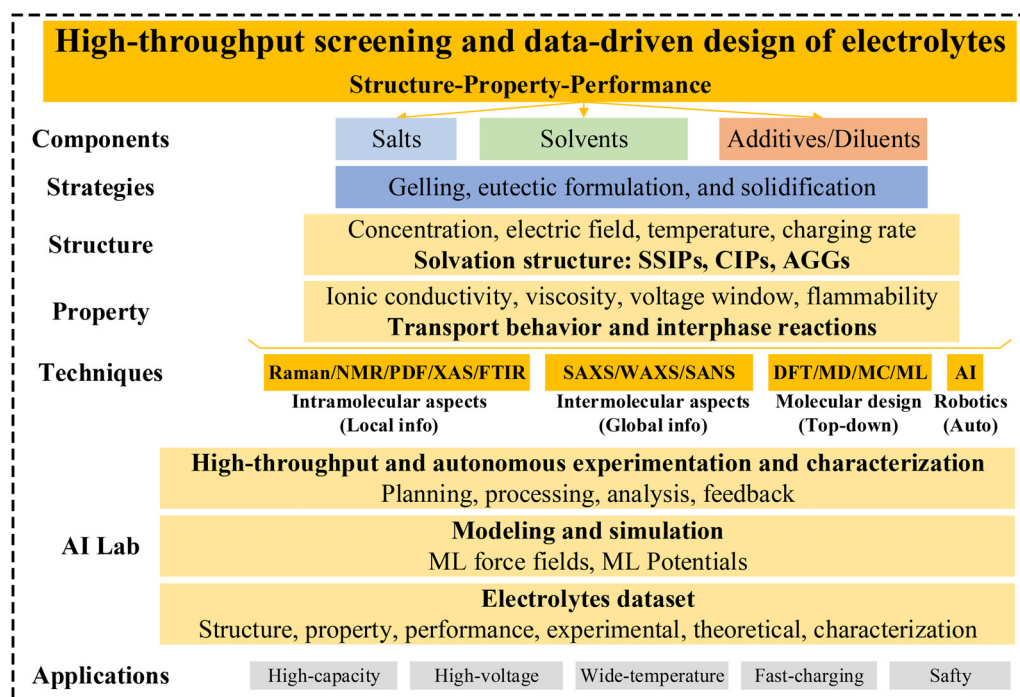 High-throughput screening and data-driven design of electrolytes
Structure-Property-Performance
Components
Salts
Solvents
Additives/Diluents
Strategies
Gelling, eutectic formulation, and solidification
Structure
Concentration, electric field, temperature, charging rate
Solvation structure: SSIPs, CIPs, AGGs
Property
Ionic conductivity, viscosity, voltage window, flammability
Transport behavior and interphase reactions
Techniques
Raman/NMR/PDF/XAS/FTIR
SAXS/WAXS/SANS
DFT/MD/MC/ML
AI
Intramolecular aspects
(Local info)
Intermolecular aspects
(Global info)
Molecular design
(Top-down)
Robotics
(Auto)
AI Lab
High-throughput and autonomous experimentation and characterization
Planning, processing, analysis, feedback
Modeling and simulation
ML force fields, ML Potentials
Electrolytes dataset
Structure, property, performance, experimental, theoretical, characterization
Applications
High-capacity
High-voltage
Wide-temperature
Fast-charging
Safty